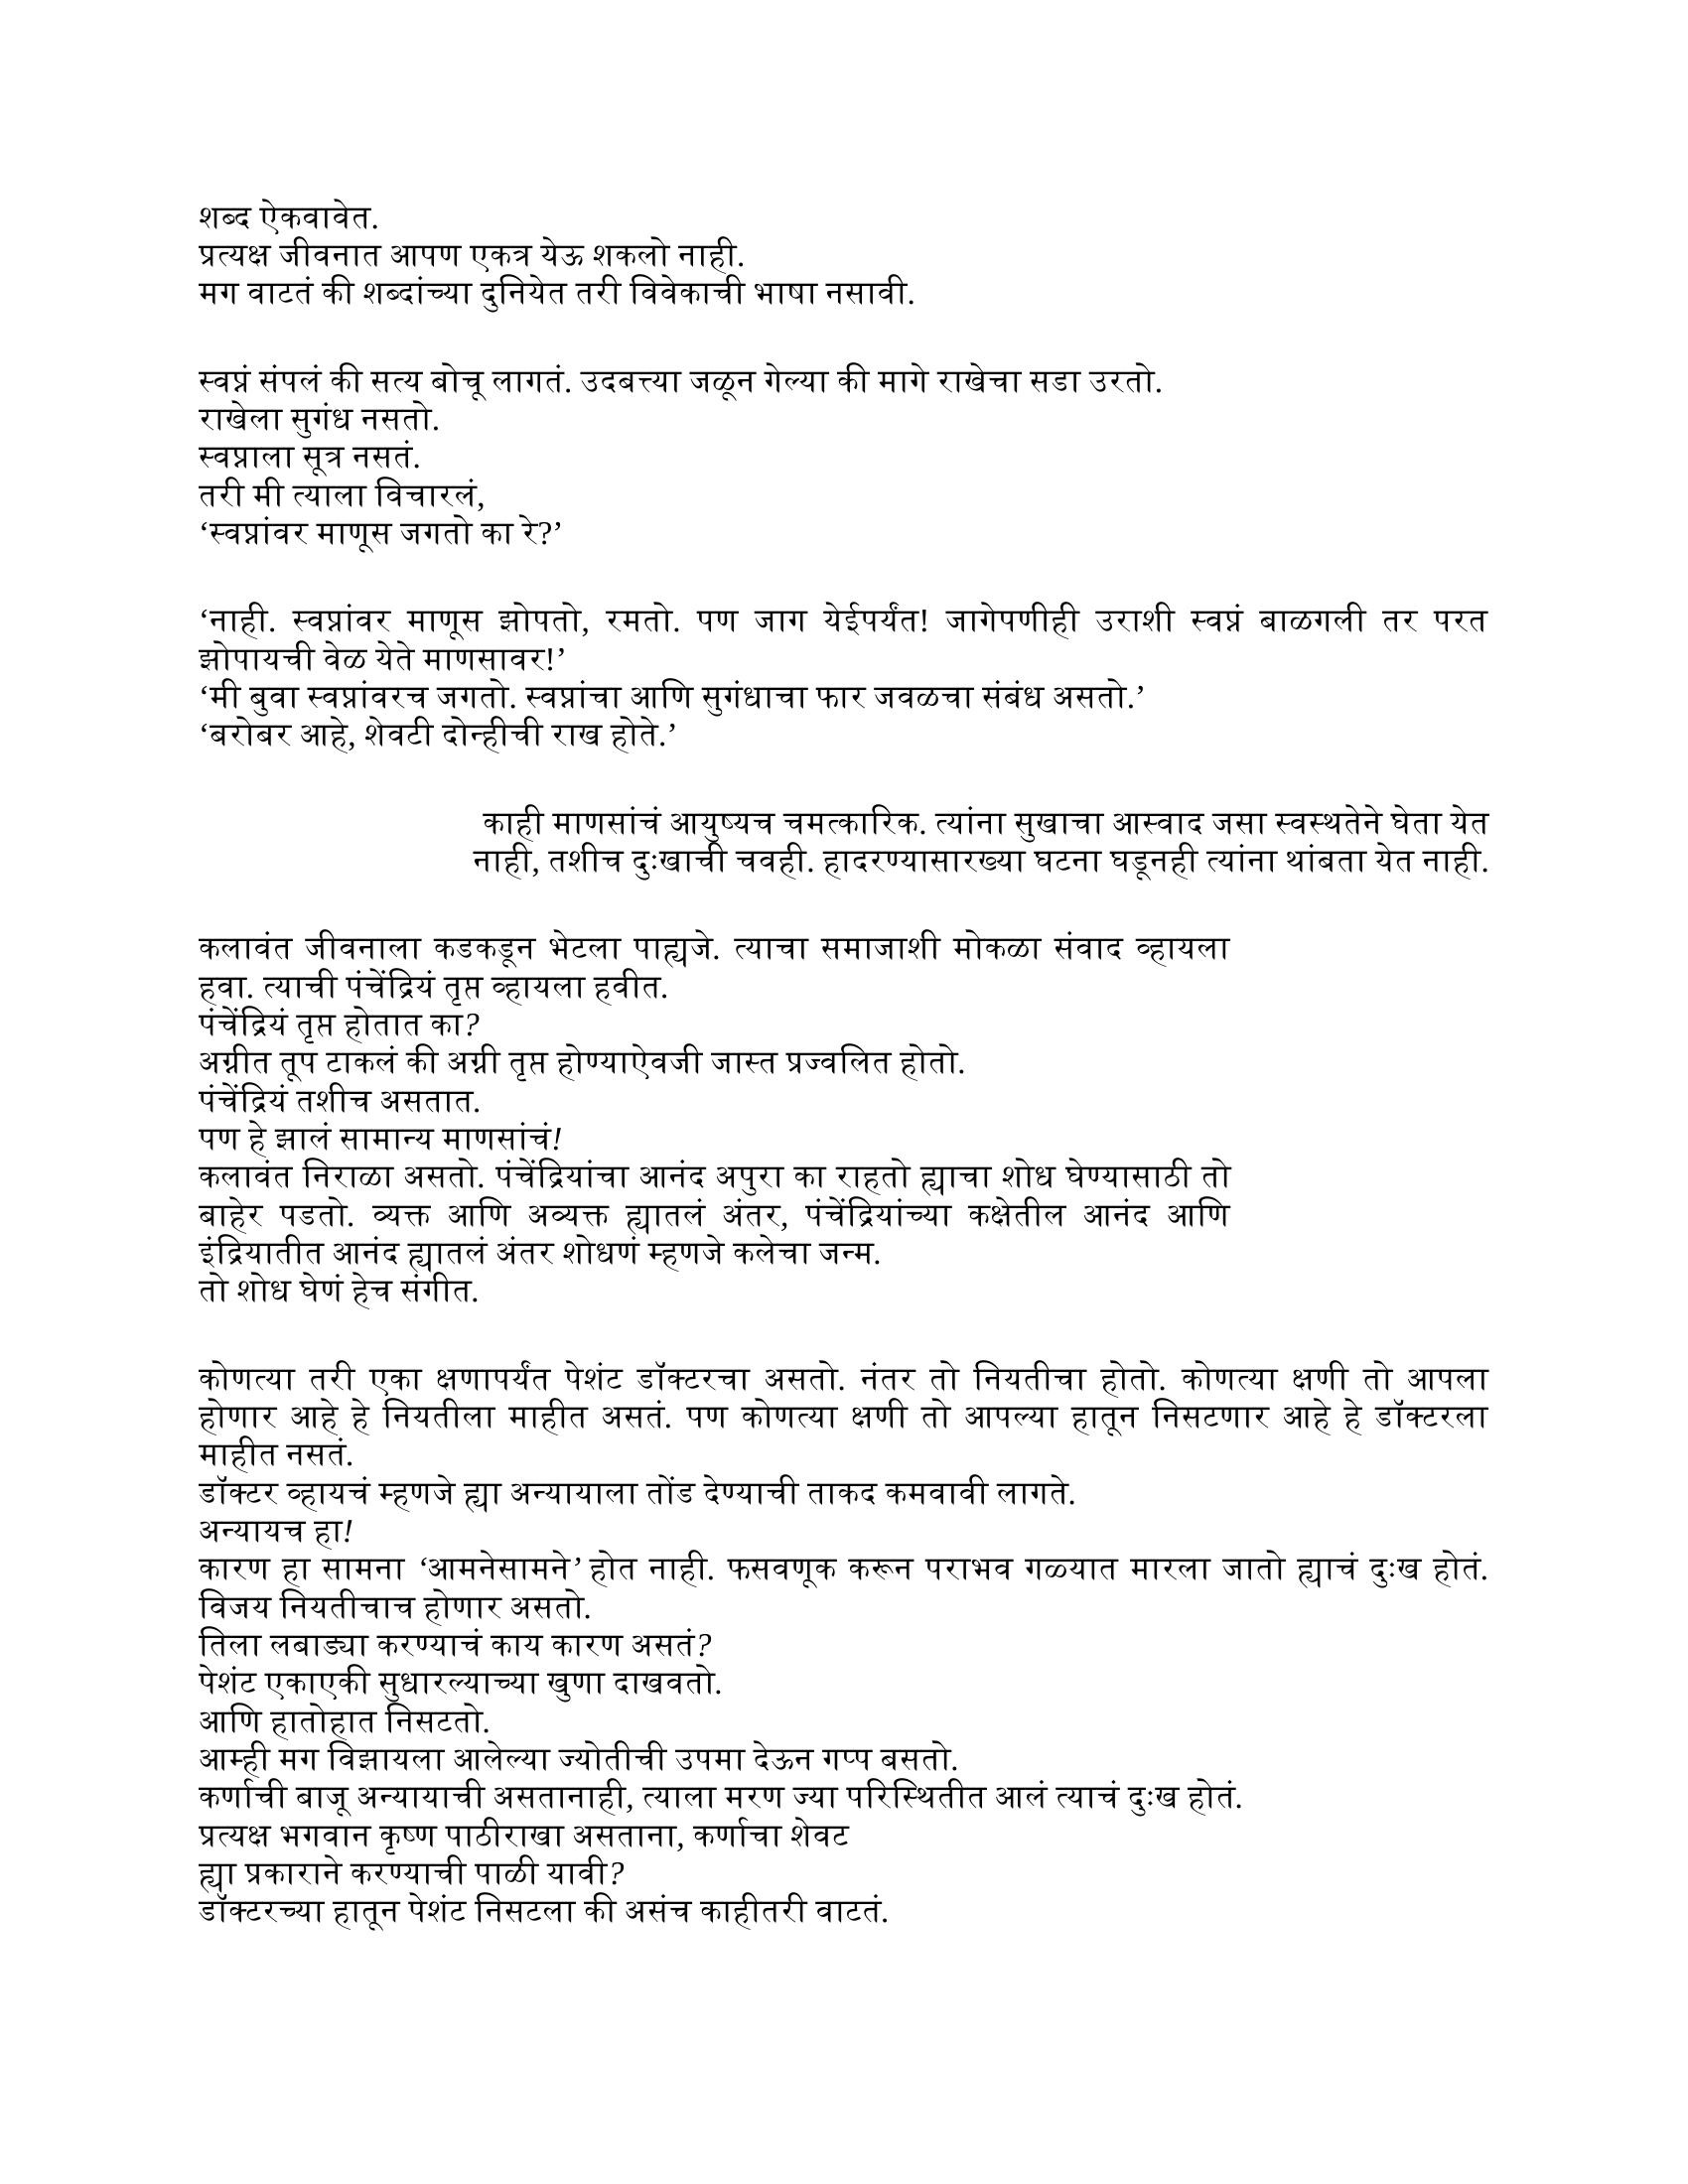 शब्द ऐकवावेत.
प्रत्यक्ष जीवनात आपण एकत्र येऊ शकलो नाही.
मग वाटतं की शब्दांच्या दुनियेत तरी विवेकाची भाषा नसावी.
स्वप्नं संपलं की सत्य बोचू लागतं. उदबत्त्या जळून गेल्या की मागे राखेचा सडा उरतो.
राखेला सुगंध नसतो.
स्वप्नाला सूत्र नसतं.
तरी मी त्याला विचारलं,
‘स्वप्नांवर माणूस जगतो का रे?’
‘नाही. स्वप्नांवर माणूस झोपतो, रमतो. पण जाग येईपर्यंत! जागेपणीही उराशी स्वप्नं बाळगली तर परत
झोपायची वेळ येते माणसावर!’
‘मी बुवा स्वप्नांवरच जगतो. स्वप्नांचा आणि सुगंधाचा फार जवळचा संबंध असतो.’
‘बरोबर आहे, शेवटी दोन्हीची राख होते.’
काही माणसांचं आयुष्यच चमत्कारिक. त्यांना सुखाचा आस्वाद जसा स्वस्थतेने घेता येत
नाही, तशीच दुःखाची चवही. हादरण्यासारख्या घटना घडूनही त्यांना थांबता येत नाही.
कलावंत जीवनाला कडकडून भेटला पाह्यजे. त्याचा समाजाशी मोकळा संवाद व्हायला
हवा. त्याची पंचेंद्रियं तृप्त व्हायला हवीत.
पंचेंद्रियं तृप्त होतात का?
अग्नीत तूप टाकलं की अग्नी तृप्त होण्याऐवजी जास्त प्रज्वलित होतो.
पंचेंद्रियं तशीच असतात.
पण हे झालं सामान्य माणसांचं!
कलावंत निराळा असतो. पंचेंद्रियांचा आनंद अपुरा का राहतो ह्याचा शोध घेण्यासाठी तो
बाहेर पडतो. व्यक्त आणि अव्यक्त ह्यातलं अंतर, पंचेंद्रियांच्या कक्षेतील आनंद आणि
इंद्रियातीत आनंद ह्यातलं अंतर शोधणं म्हणजे कलेचा जन्म.
तो शोध घेणं हेच संगीत.
कोणत्या तरी एका क्षणापर्यंत पेशंट डॉक्टरचा असतो. नंतर तो नियतीचा होतो. कोणत्या क्षणी तो आपला
होणार आहे हे नियतीला माहीत असतं. पण कोणत्या क्षणी तो आपल्या हातून निसटणार आहे हे डॉक्टरला
माहीत नसतं.
डॉक्टर व्हायचं म्हणजे ह्या अन्यायाला तोंड देण्याची ताकद कमवावी लागते.
अन्यायच हा!
कारण हा सामना ‘आमनेसामने’ होत नाही. फसवणूक करून पराभव गळ्यात मारला जातो ह्याचं दुःख होतं.
विजय नियतीचाच होणार असतो.
तिला लबाड्या करण्याचं काय कारण असतं?
पेशंट एकाएकी सुधारल्याच्या खुणा दाखवतो.
आणि हातोहात निसटतो.
आम्ही मग विझायला आलेल्या ज्योतीची उपमा देऊन गप्प बसतो.
कर्णाची बाजू अन्यायाची असतानाही, त्याला मरण ज्या परिस्थितीत आलं त्याचं दुःख होतं.
प्रत्यक्ष भगवान कृष्ण पाठीराखा असताना, कर्णाचा शेवट
ह्या प्रकाराने करण्याची पाळी यावी?
डॉक्टरच्या हातून पेशंट निसटला की असंच काहीतरी वाटतं.